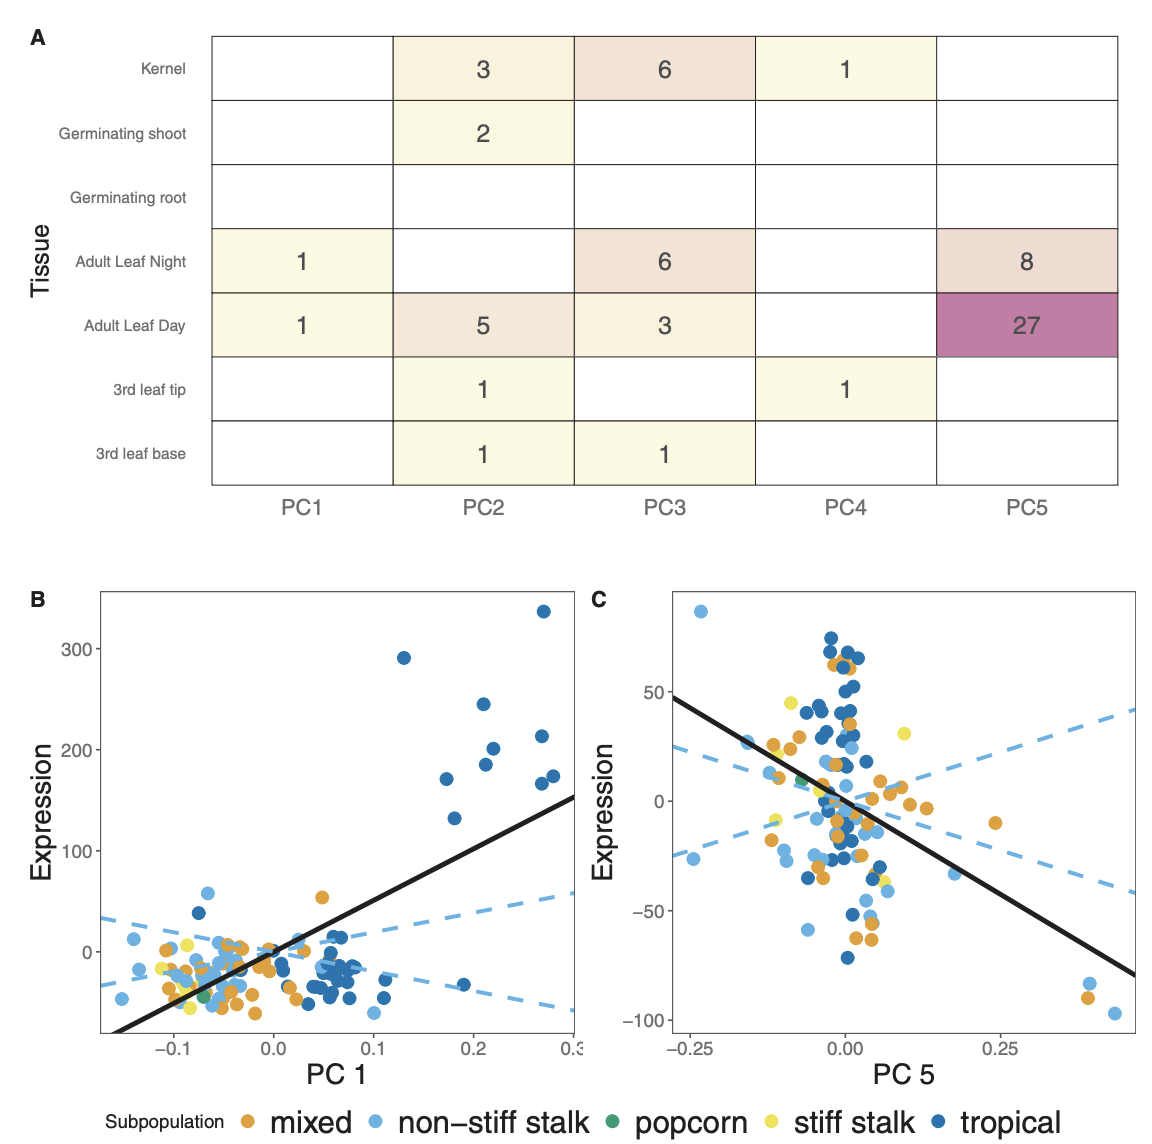 A
Tissue
Kernel 3 6 1
Germinating shoot 2
Germinating root
Adult Leaf Night 1 6 8
Adult Leaf Day 1 5 3 27
3rd leaf tip 1 1
3rd leaf base 1 1
PC1 PC2 PC3 PC4 PC5
B
Expression
300
200
100
0
−0.1 0.0 0.1 0.2 0.3
PC 1
C
Expression
50
0
−50
−100
−0.25 0.00 0.25
PC 5
Subpopulation mixed non−stiff stalk popcorn stiff stalk tropical